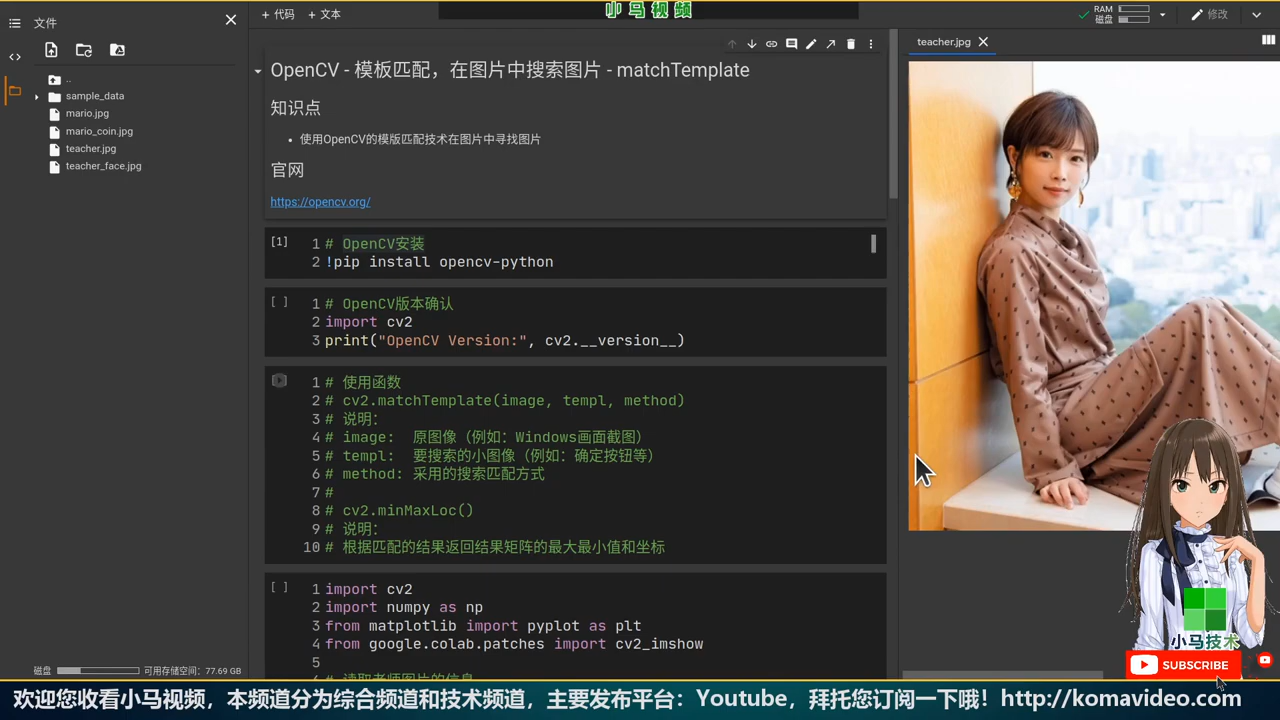 小马视频
文件
+ 代码 + 文本
RAM
磁盘
修改
..
sample_data
mario.jpg
mario_coin.jpg
teacher.jpg
teacher_face.jpg
磁盘 可用存储空间：77.69 GB
OpenCV - 模板匹配，在图片中搜索图片 - matchTemplate
知识点
• 使用OpenCV的模版匹配技术在图片中寻找图片
官网
https://opencv.org/
[1]
1 # OpenCV安装
2 !pip install opencv-python
[ ]
1 # OpenCV版本确认
2 import cv2
3 print("OpenCV Version:", cv2.__version__)
1 # 使用函数
2 # cv2.matchTemplate(image, templ, method)
3 # 说明：
4 # image: 原图像（例如：Windows画面截图）
5 # templ: 要搜索的小图像（例如：确定按钮等）
6 # method: 采用的搜索匹配方式
7 #
8 # cv2.minMaxLoc()
9 # 说明：
10 # 根据匹配的结果返回结果矩阵的最大最小值和坐标
[ ]
1 import cv2
2 import numpy as np
3 from matplotlib import pyplot as plt
4 from google.colab.patches import cv2_imshow
5
# 读取老师图片的信息
teacher.jpg
小马技术
SUBSCRIBE
欢迎您收看小马视频，本频道分为综合频道和技术频道，主要发布平台：Youtube，拜托您订阅一下哦！http://komavideo.com